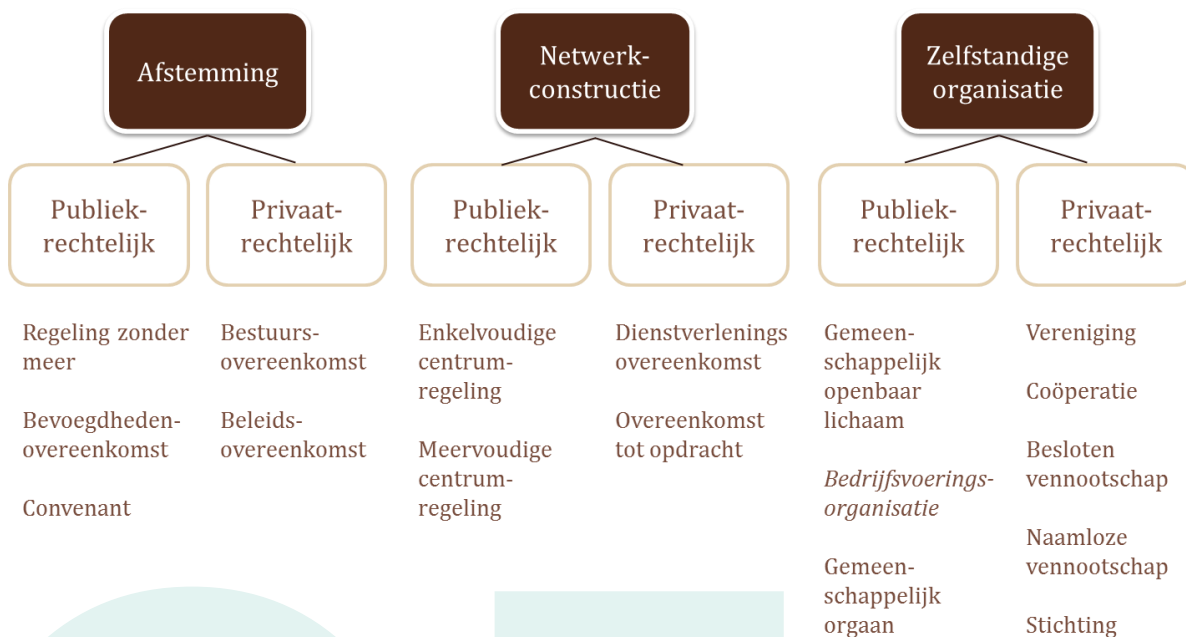 Afstemming
Netwerk-
constructie
Zelfstandige
organisatie
Publiek-
rechtelijk
Privaat-
rechtelijk
Publiek-
rechtelijk
Privaat-
rechtelijk
Publiek-
rechtelijk
Privaat-
rechtelijk
Regeling zonder
meer
Bevoegdheden-
overeenkomst
Convenant
Bestuurs-
overeenkomst
Beleids-
overeenkomst
Enkelvoudige
centrum-
regeling
Meervoudige
centrum-
regeling
Dienstverlenings
overeenkomst
Overeenkomst
tot opdracht
Gemeen-
schappelijk
openbaar
lichaam
Bedrijfsvoerings-
organisatie
Gemeen-
schappelijk
orgaan
Vereniging
Coöperatie
Besloten
vennootschap
Naamloze
vennootschap
Stichting